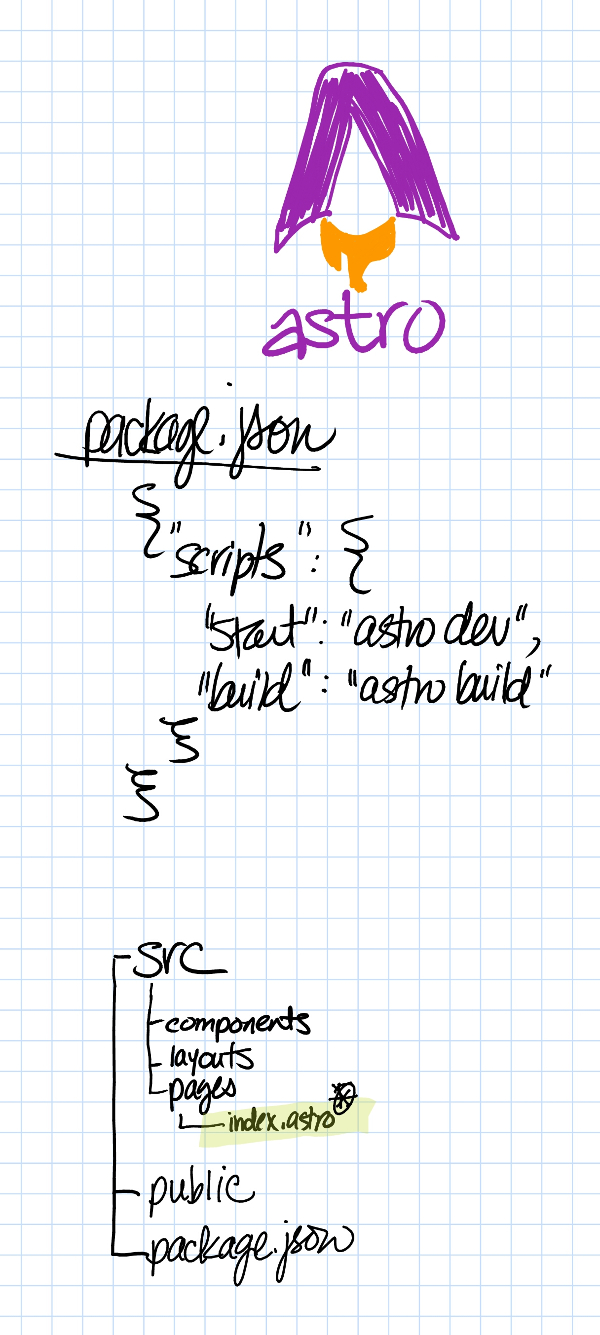 astro
package.json
{
"scripts": {
"start": "astro dev",
"build": "astro build"
}
}
src
components
layouts
pages
index.astro
public
package.json